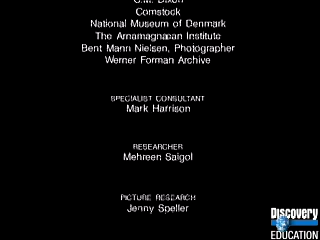 C.M. Dixon
Comstock
National Museum of Denmark
The Arnamagnaean Institute
Bent Mann Nielsen, Photographer
Werner Forman Archive
SPECIALIST CONSULTANT
Mark Harrison
RESEARCHER
Mehreen Saigol
PICTURE RESEARCH
Jenny Speller
Discovery
EDUCATION